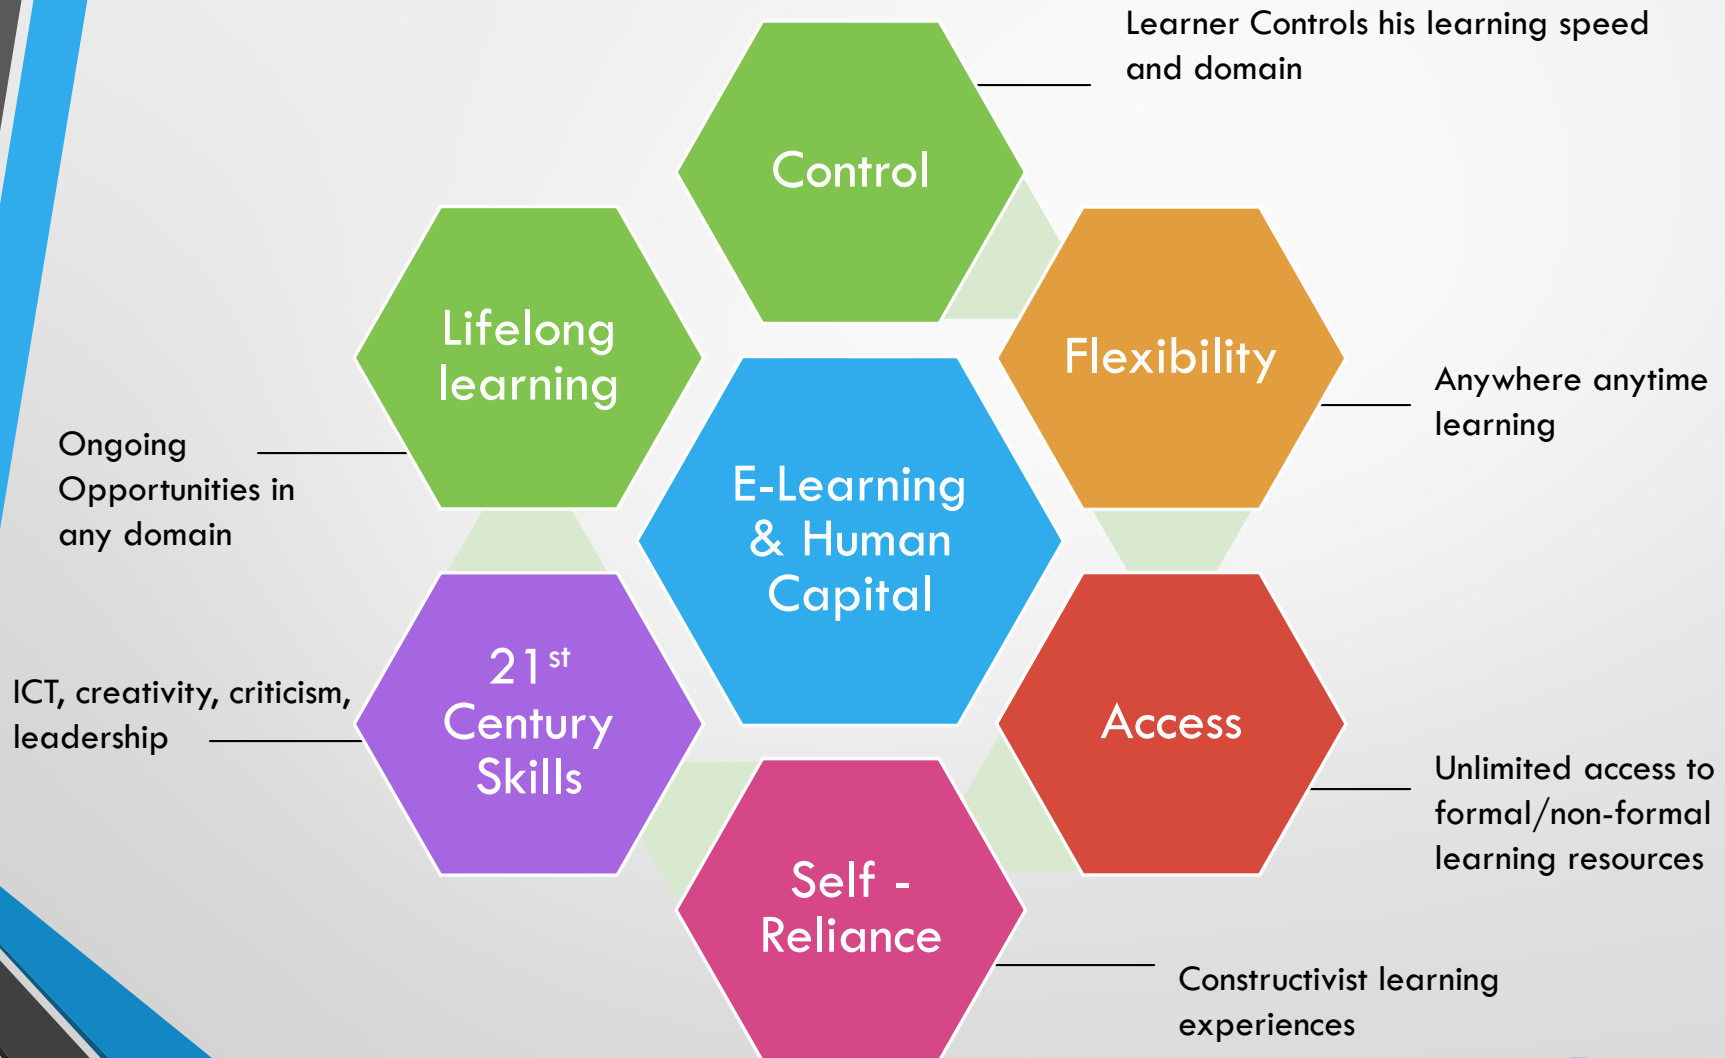 Learner Controls his learning speed
and domain
Control
Flexibility
Anywhere anytime
learning
Access
Unlimited access to
formal/non-formal
learning resources
Self -
Reliance
Constructivist learning
experiences
21st
Century
Skills
ICT, creativity, criticism,
leadership
Lifelong
learning
Ongoing
Opportunities in
any domain
E-Learning
& Human
Capital